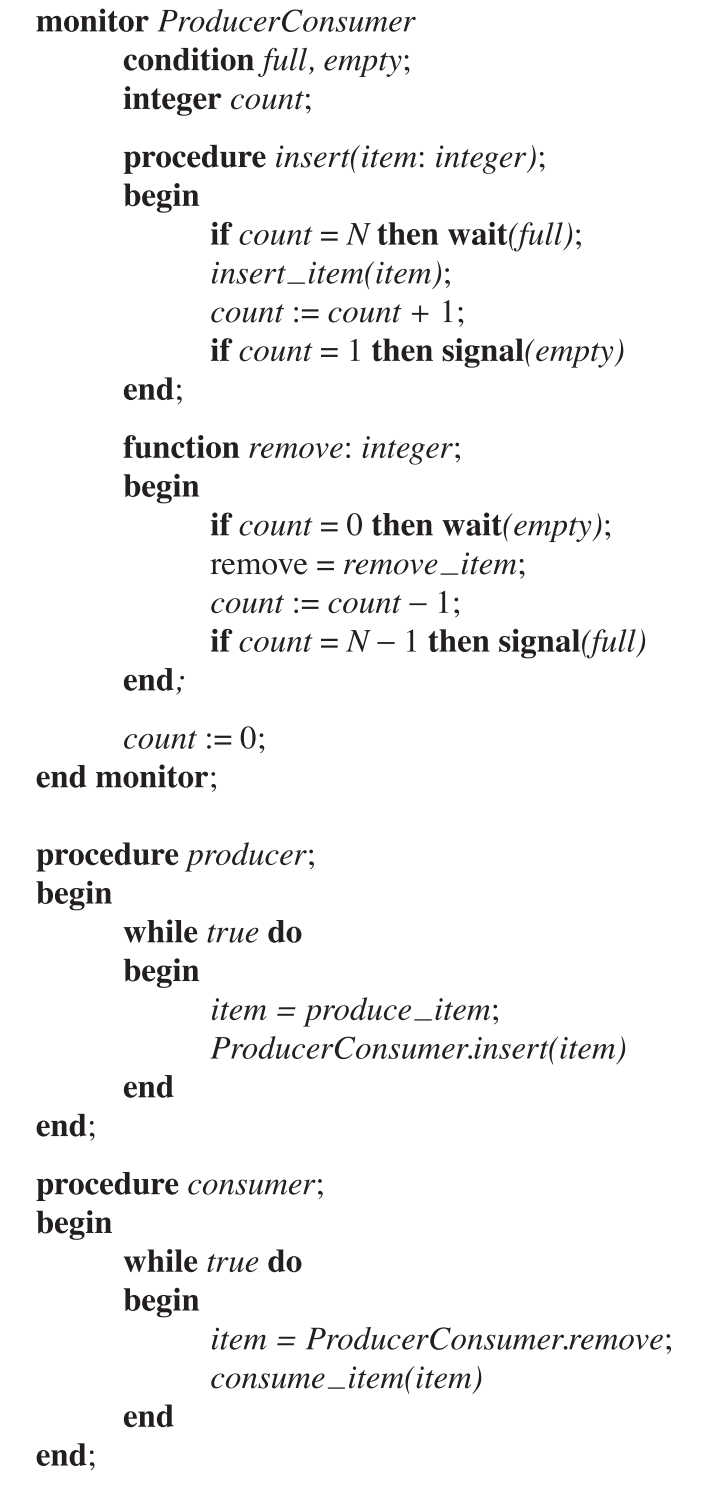 monitor ProducerConsumer
condition full, empty;
integer count;
procedure insert(item: integer);
begin
if count = N then wait(full);
insert_item(item);
count := count + 1;
if count = 1 then signal(empty)
end;
function remove: integer;
begin
if count = 0 then wait(empty);
remove = remove_item;
count := count − 1;
if count = N − 1 then signal(full)
end;
count := 0;
end monitor;
procedure producer;
begin
while true do
begin
item = produce_item;
ProducerConsumer.insert(item)
end
end;
procedure consumer;
begin
while true do
begin
item = ProducerConsumer.remove;
consume_item(item)
end
end;